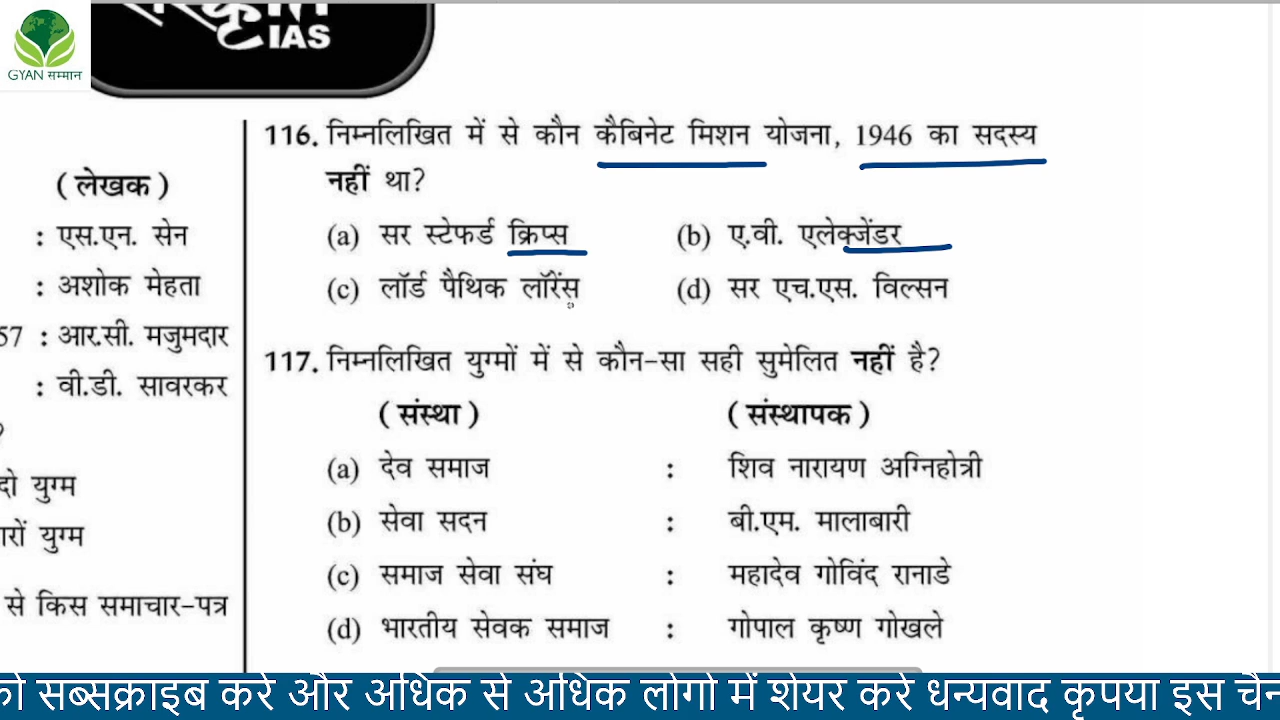 संस्कृति
IAS
GYAN सम्मान
(लेखक)
: एस.एन. सेन
: अशोक मेहता
57 : आर.सी. मजुमदार
: वी.डी. सावरकर
?
दो युग्म
चारों युग्म
से किस समाचार-पत्र
116. निम्नलिखित में से कौन कैबिनेट मिशन योजना, 1946 का सदस्य
नहीं था?
(a) सर स्टेफर्ड क्रिप्स (b) ए.वी. एलेक्जेंडर
(c) लॉर्ड पैथिक लॉरेंस (d) सर एच.एस. विल्सन
117. निम्नलिखित युग्मों में से कौन-सा सही सुमेलित नहीं है?
(संस्था) (संस्थापक)
(a) देव समाज : शिव नारायण अग्निहोत्री
(b) सेवा सदन : बी.एम. मालाबारी
(c) समाज सेवा संघ : महादेव गोविंद रानाडे
(d) भारतीय सेवक समाज : गोपाल कृष्ण गोखले
को सब्सक्राइब करे और अधिक से अधिक लोगो में शेयर करे धन्यवाद कृपया इस